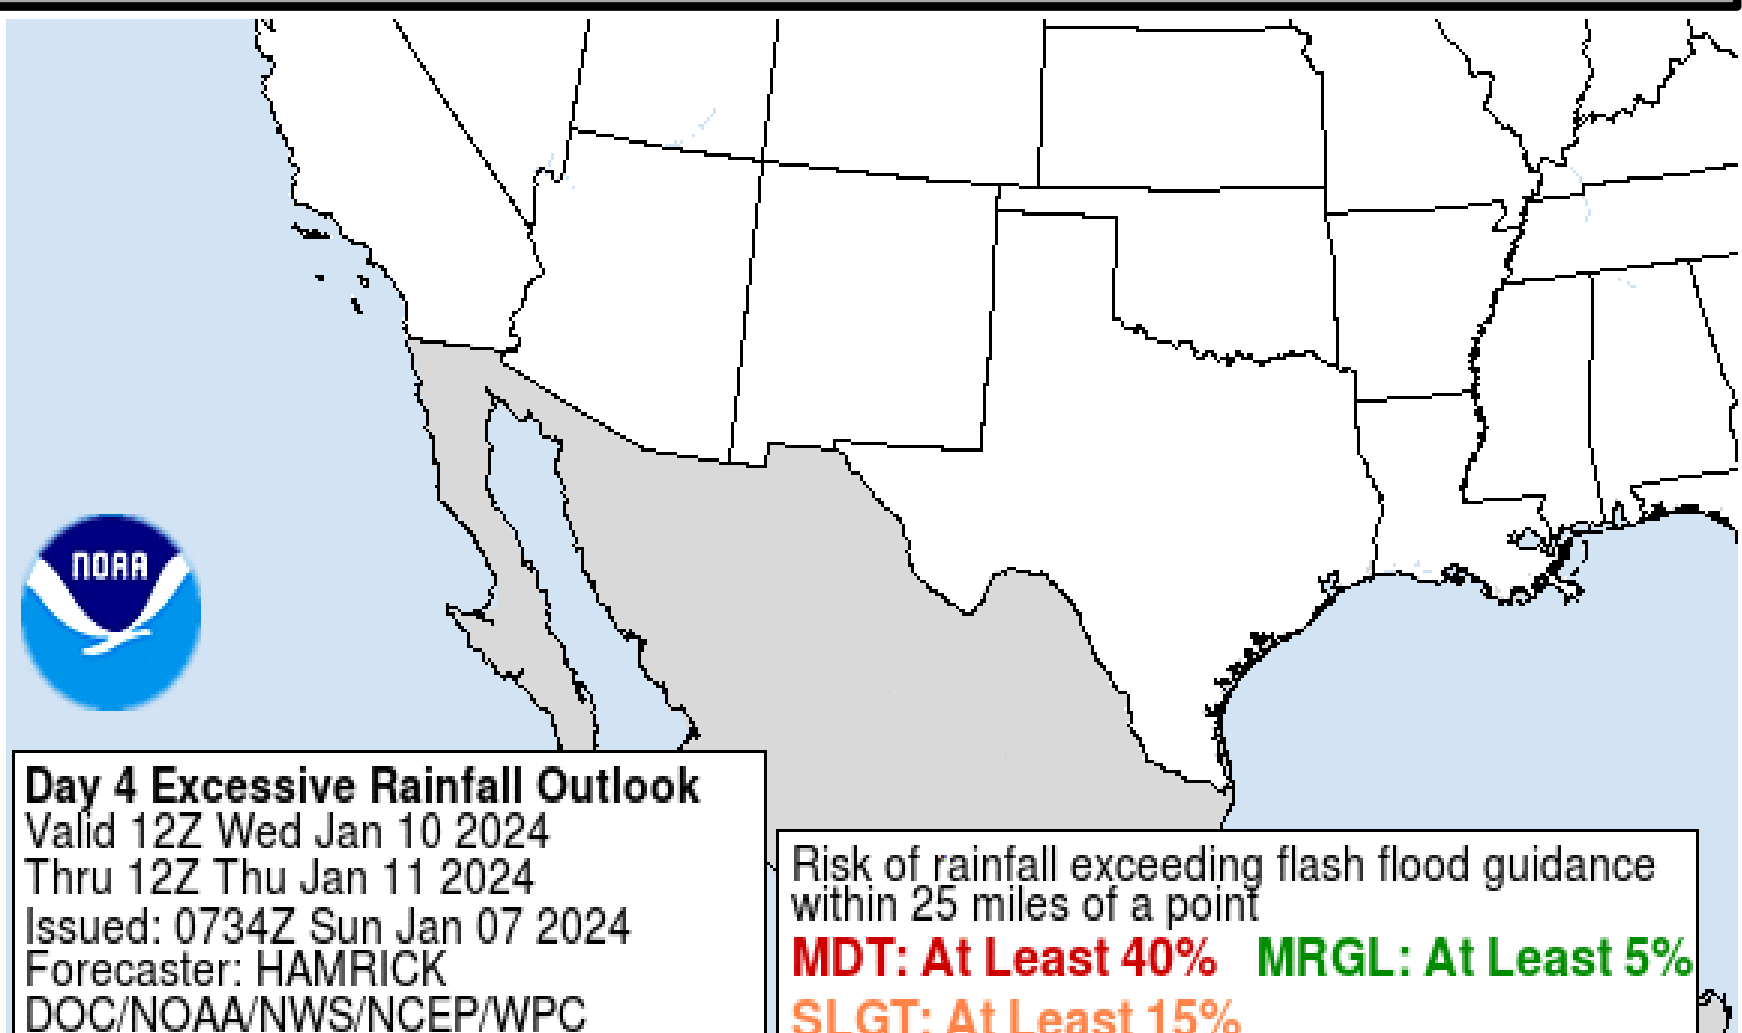 NOAA
Day 4 Excessive Rainfall Outlook
Valid 12Z Wed Jan 10 2024
Thru 12Z Thu Jan 11 2024
Issued: 0734Z Sun Jan 07 2024
Forecaster: HAMRICK
DOC/NOAA/NWS/NCEP/WPC
Risk of rainfall exceeding flash flood guidance
within 25 miles of a point
MDT: At Least 40% MRGL: At Least 5%
SLGT: At Least 15%